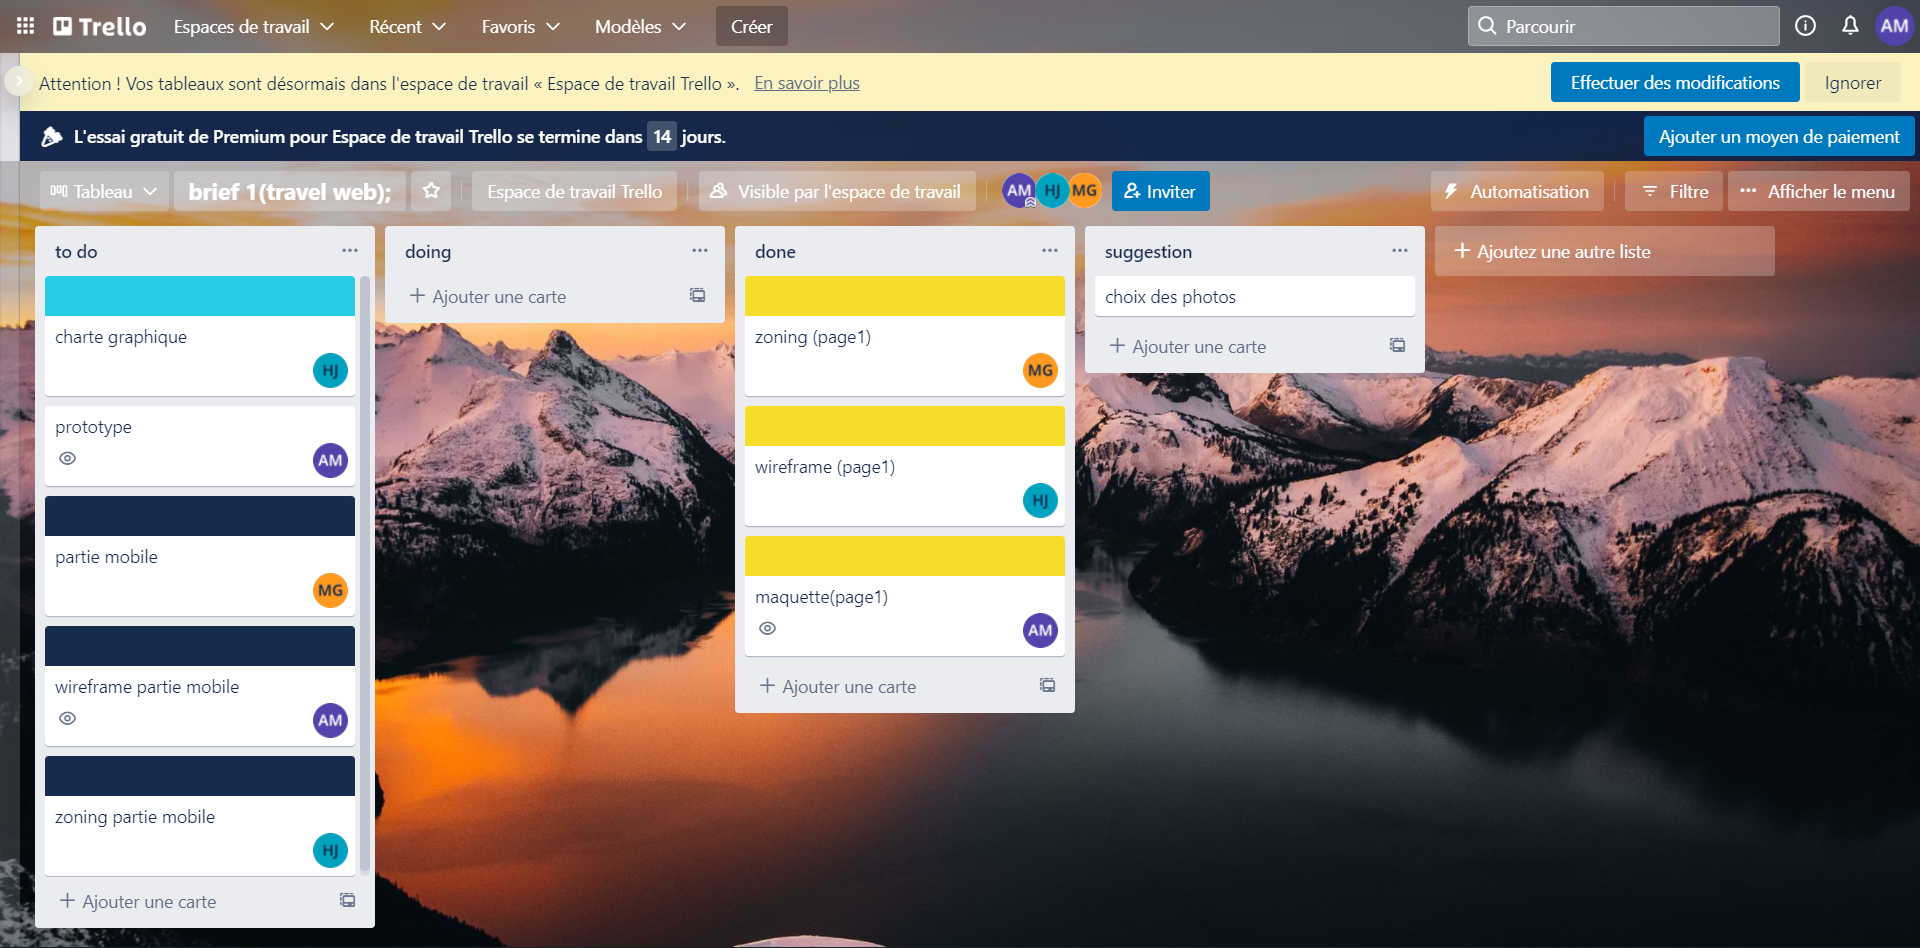 Trello Espaces de travail Récent Favoris Modèles Créer Parcourir AM
Attention ! Vos tableaux sont désormais dans l'espace de travail « Espace de travail Trello ». En savoir plus Effectuer des modifications Ignorer
L'essai gratuit de Premium pour Espace de travail Trello se termine dans 14 jours. Ajouter un moyen de paiement
Tableau brief 1(travel web); Espace de travail Trello Visible par l'espace de travail AM HJ MG Inviter Automatisation Filtre Afficher le menu
to do
charte graphique
HJ
prototype
AM
partie mobile
MG
wireframe partie mobile
AM
zoning partie mobile
HJ
Ajouter une carte
doing
Ajouter une carte
done
zoning (page1)
MG
wireframe (page1)
HJ
maquette(page1)
AM
Ajouter une carte
suggestion
choix des photos
Ajouter une carte
Ajoutez une autre liste